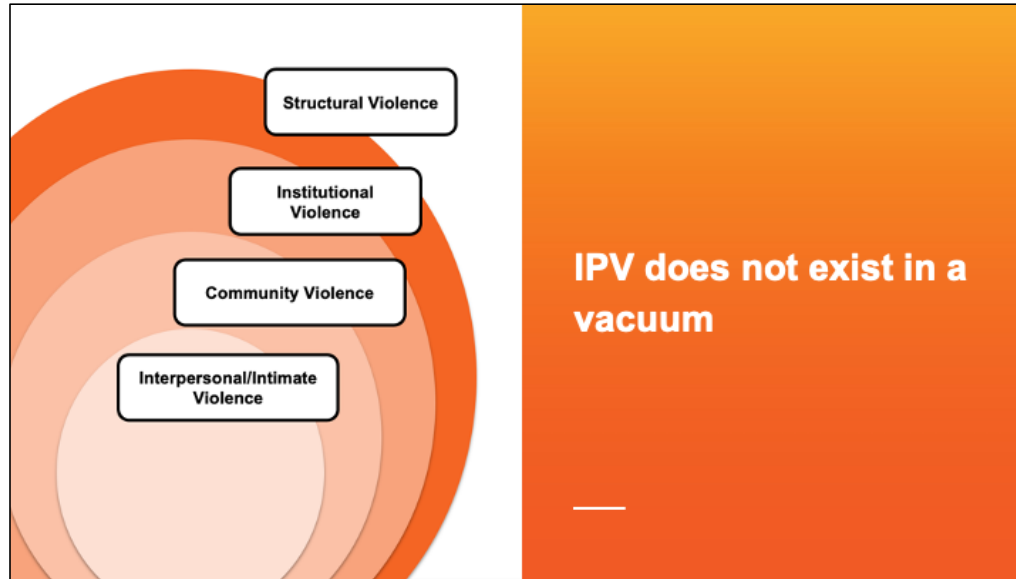 Structural Violence
Institutional
Violence
Community Violence
Interpersonal/Intimate
Violence
IPV does not exist in a
vacuum